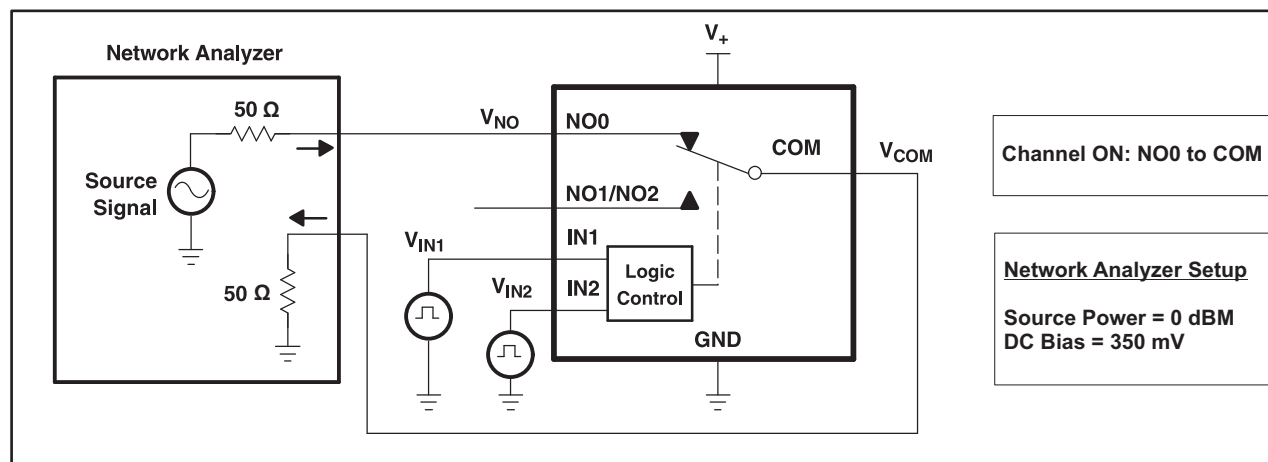 V+
Network Analyzer
50 Ω
VNO
NO0
COM
VCOM
Channel ON: NO0 to COM
Source
Signal
NO1/NO2
VIN1
IN1
Logic
Control
50 Ω
VIN2
IN2
GND
Network Analyzer Setup
Source Power = 0 dBM
DC Bias = 350 mV